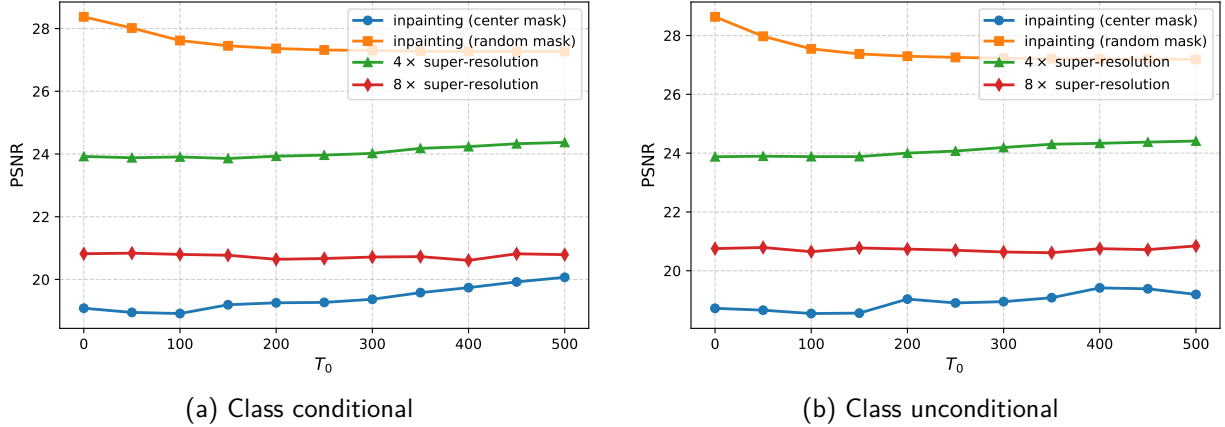 28
26
24
22
20
PSNR
0
100
200
300
400
500
T₀
inpainting (center mask)
inpainting (random mask)
4× super-resolution
8× super-resolution
(a) Class conditional
28
26
24
22
20
PSNR
0
100
200
300
400
500
T₀
inpainting (center mask)
inpainting (random mask)
4× super-resolution
8× super-resolution
(b) Class unconditional